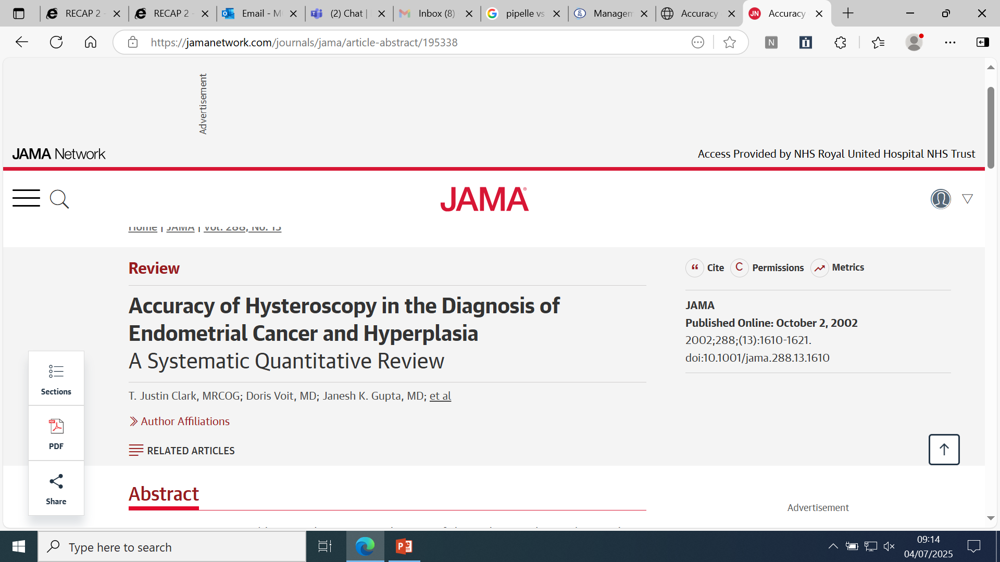 RECAP 2 -
RECAP 2 -
Email - M
(2) Chat |
Inbox (8)
pipelle vs
Managem
Accuracy
Accuracy
https://jamanetwork.com/journals/jama/article-abstract/195338
Advertisement
JAMA Network
Access Provided by NHS Royal United Hospital NHS Trust
JAMA
Home | JAMA | Vol. 288, No. 13
Review
Cite Permissions Metrics
Accuracy of Hysteroscopy in the Diagnosis of
Endometrial Cancer and Hyperplasia
A Systematic Quantitative Review
JAMA
Published Online: October 2, 2002
2002;288;(13):1610-1621.
doi:10.1001/jama.288.13.1610
T. Justin Clark, MRCOG; Doris Voit, MD; Janesh K. Gupta, MD; et al
Author Affiliations
RELATED ARTICLES
Sections
PDF
Share
Abstract
Advertisement
Type here to search
09:14
04/07/2025